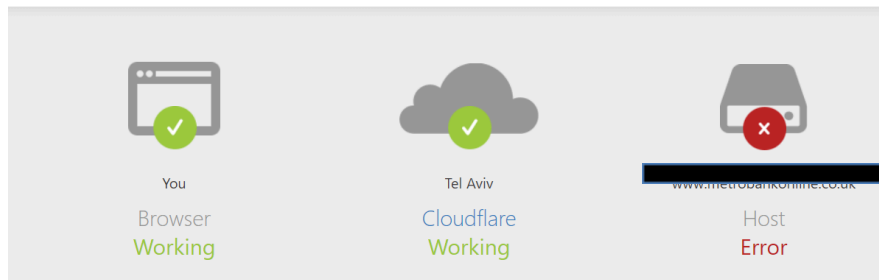 You
Browser
Working
Tel Aviv
Cloudflare
Working
www.metrobankonline.co.uk
Host
Error